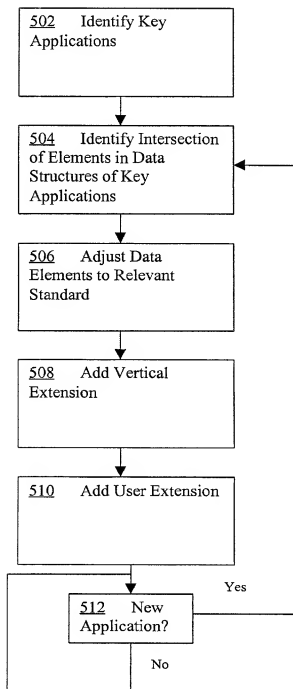 502 Identify Key
Applications
504 Identify Intersection
of Elements in Data
Structures of Key
Applications
506 Adjust Data
Elements to Relevant
Standard
508 Add Vertical
Extension
510 Add User Extension
Yes
512 New
Application?
No